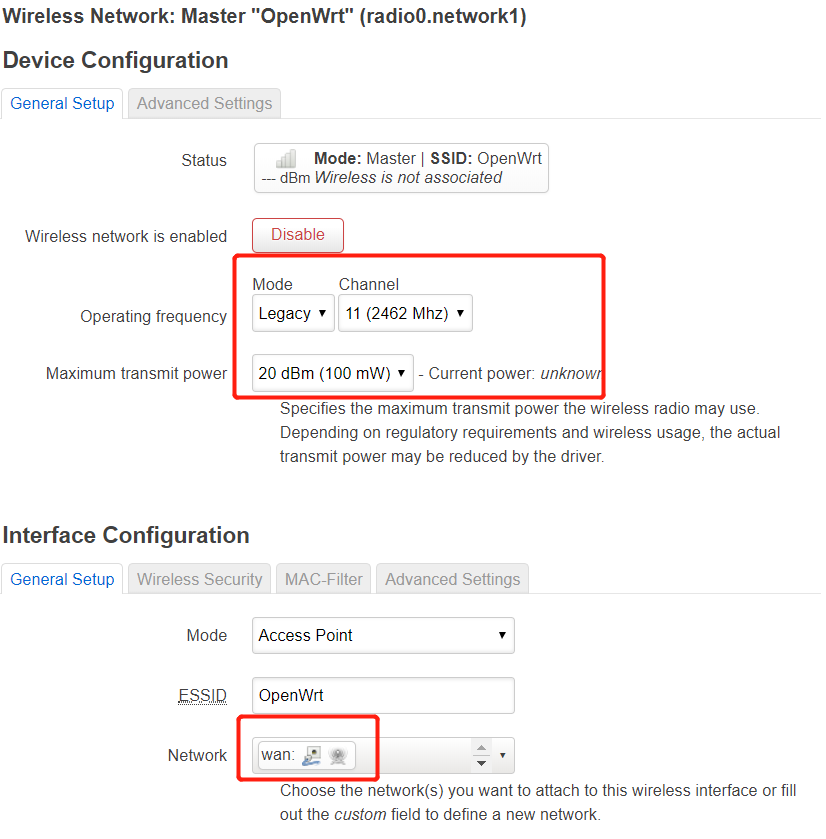 Wireless Network: Master "OpenWrt" (radio0.network1)
Device Configuration
General Setup Advanced Settings
Status Mode: Master | SSID: OpenWrt
--- dBm Wireless is not associated
Wireless network is enabled Disable
Mode Channel
Operating frequency Legacy 11 (2462 Mhz)
Maximum transmit power 20 dBm (100 mW) - Current power: unknown
Specifies the maximum transmit power the wireless radio may use.
Depending on regulatory requirements and wireless usage, the actual
transmit power may be reduced by the driver.
Interface Configuration
General Setup Wireless Security MAC-Filter Advanced Settings
Mode Access Point
ESSID OpenWrt
Network wan:
Choose the network(s) you want to attach to this wireless interface or fill
out the custom field to define a new network.